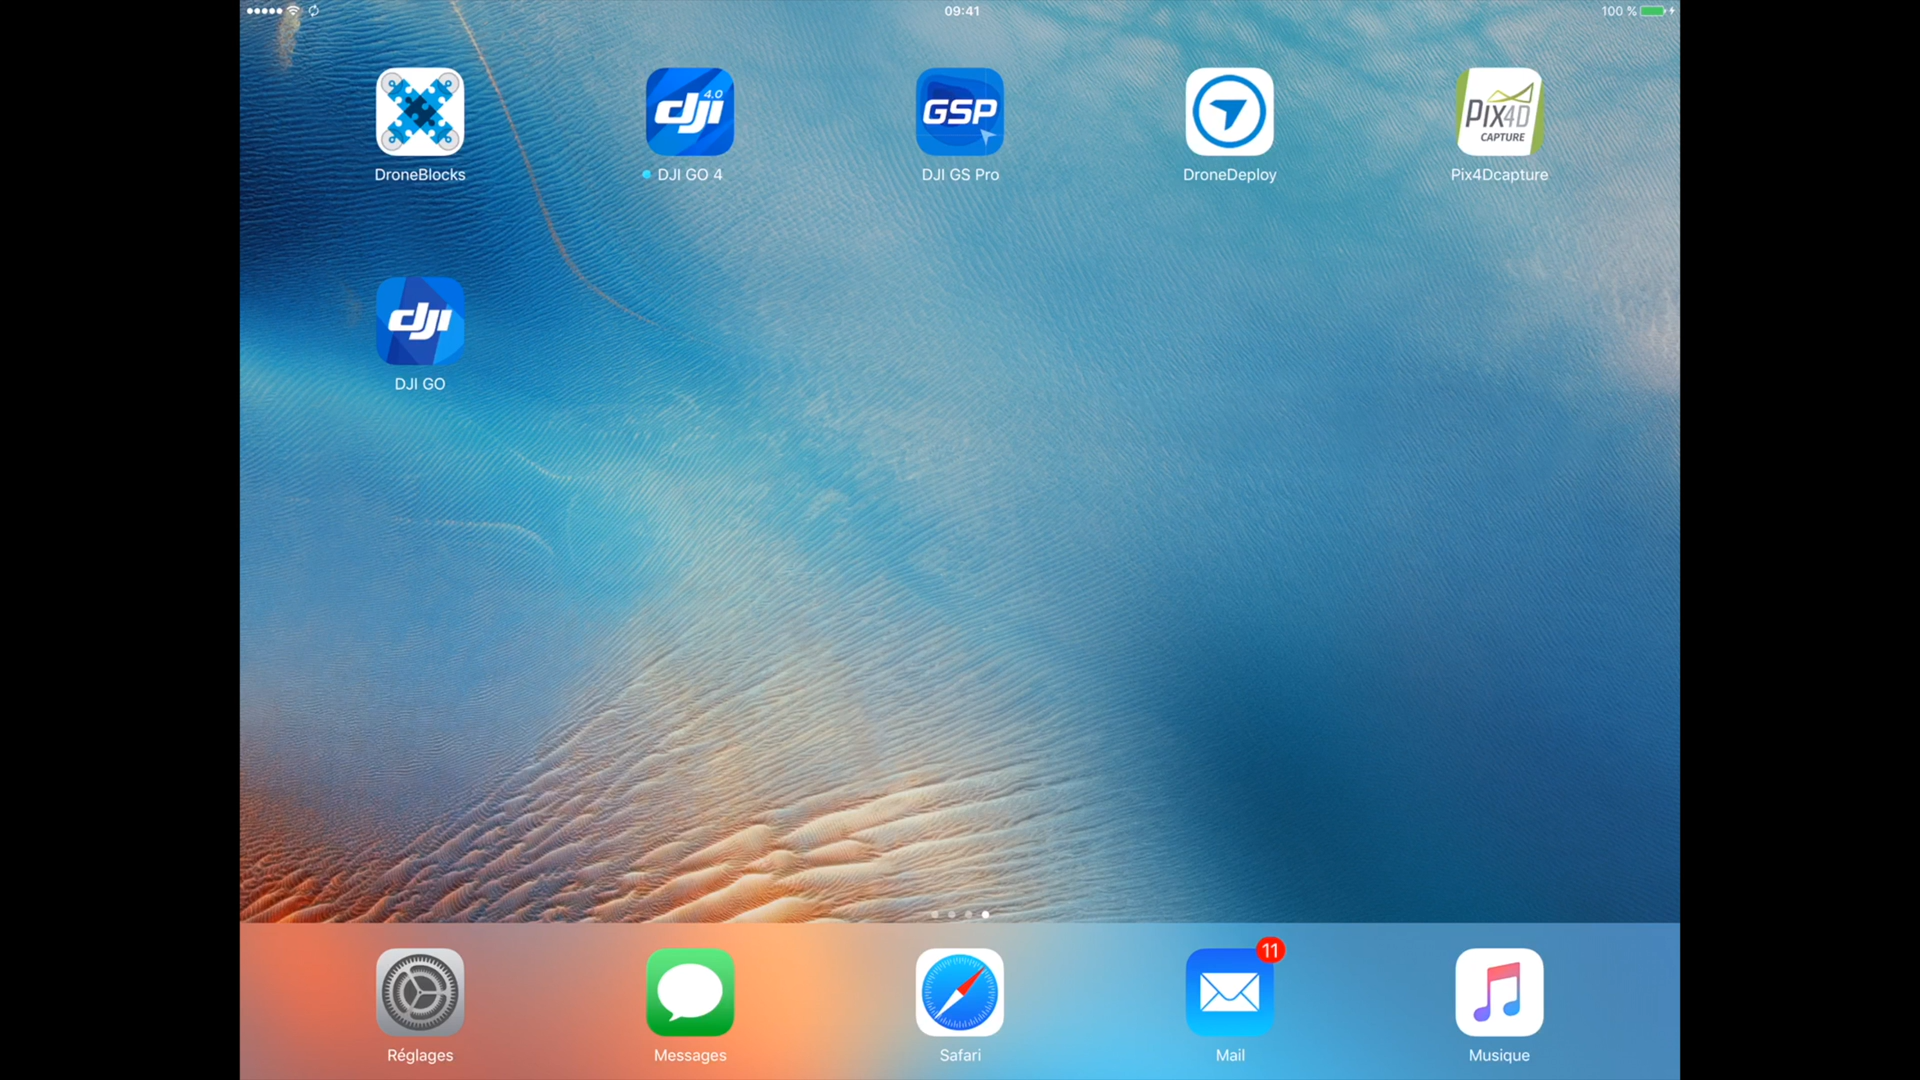 09:41
100 %
4.0
dji
GSP
PIX4D
CAPTURE
DroneBlocks
DJI GO 4
DJI GS Pro
DroneDeploy
Pix4Dcapture
dji
DJI GO
11
Réglages
Messages
Safari
Mail
Musique